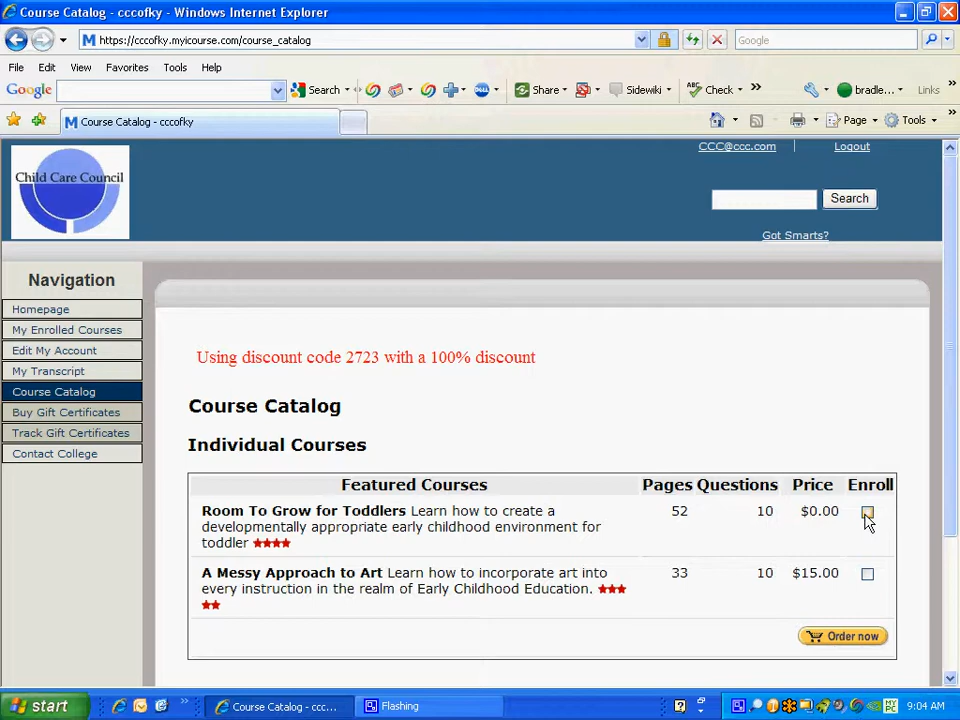 Course Catalog - cccofky - Windows Internet Explorer
https://cccofky.myicourse.com/course_catalog
Google
File Edit View Favorites Tools Help
Google Search Share Sidewiki Check bradle... Links
Course Catalog - cccofky Page Tools
Child Care Council
CCC@ccc.com Logout
Search
Got Smarts?
Navigation
Homepage
My Enrolled Courses
Edit My Account
My Transcript
Course Catalog
Buy Gift Certificates
Track Gift Certificates
Contact College
Using discount code 2723 with a 100% discount
Course Catalog
Individual Courses
Featured Courses Pages Questions Price Enroll
Room To Grow for Toddlers Learn how to create a 52 10 $0.00
developmentally appropriate early childhood environment for
toddler ★★★★
A Messy Approach to Art Learn how to incorporate art into 33 10 $15.00
every instruction in the realm of Early Childhood Education. ★★★
★★
Order now
start Course Catalog - ccc... Flashing 9:04 AM